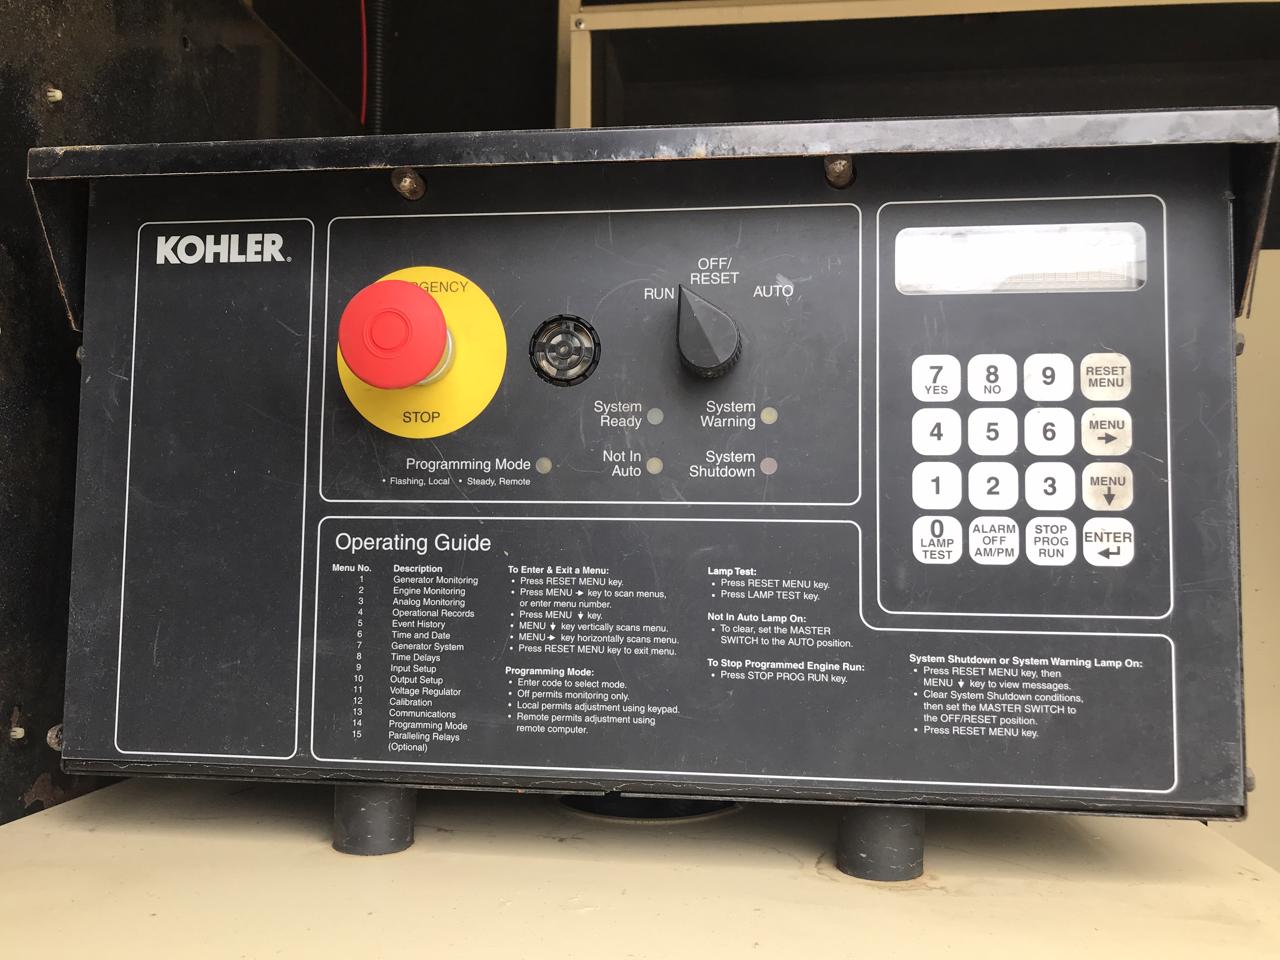 KOHLER®
RGENCY
STOP
OFF/
RESET
RUN
AUTO
System
Ready
System
Warning
Programming Mode
• Flashing, Local • Steady, Remote
Not In
Auto
System
Shutdown
7
YES
8
NO
9
RESET
MENU
4
5
6
MENU
→
1
2
3
MENU
↓
0
LAMP
TEST
ALARM
OFF
AM/PM
STOP
PROG
RUN
ENTER
↵
Operating Guide
Menu No. Description
1 Generator Monitoring
2 Engine Monitoring
3 Analog Monitoring
4 Operational Records
5 Event History
6 Time and Date
7 Generator System
8 Time Delays
9 Input Setup
10 Output Setup
11 Voltage Regulator
12 Calibration
13 Communications
14 Programming Mode
15 Paralleling Relays
(Optional)
To Enter & Exit a Menu:
• Press RESET MENU key.
• Press MENU → key to scan menus,
or enter menu number.
• Press MENU ↓ key.
• MENU ↓ key vertically scans menu.
• MENU → key horizontally scans menu.
• Press RESET MENU key to exit menu.
Programming Mode:
• Enter code to select mode.
• Off permits monitoring only.
• Local permits adjustment using keypad.
• Remote permits adjustment using
remote computer.
Lamp Test:
• Press RESET MENU key.
• Press LAMP TEST key.
Not In Auto Lamp On:
• To clear, set the MASTER
SWITCH to the AUTO position.
To Stop Programmed Engine Run:
• Press STOP PROG RUN key.
System Shutdown or System Warning Lamp On:
• Press RESET MENU key, then
MENU ↓ key to view messages.
• Clear System Shutdown conditions,
then set the MASTER SWITCH to
the OFF/RESET position.
• Press RESET MENU key.